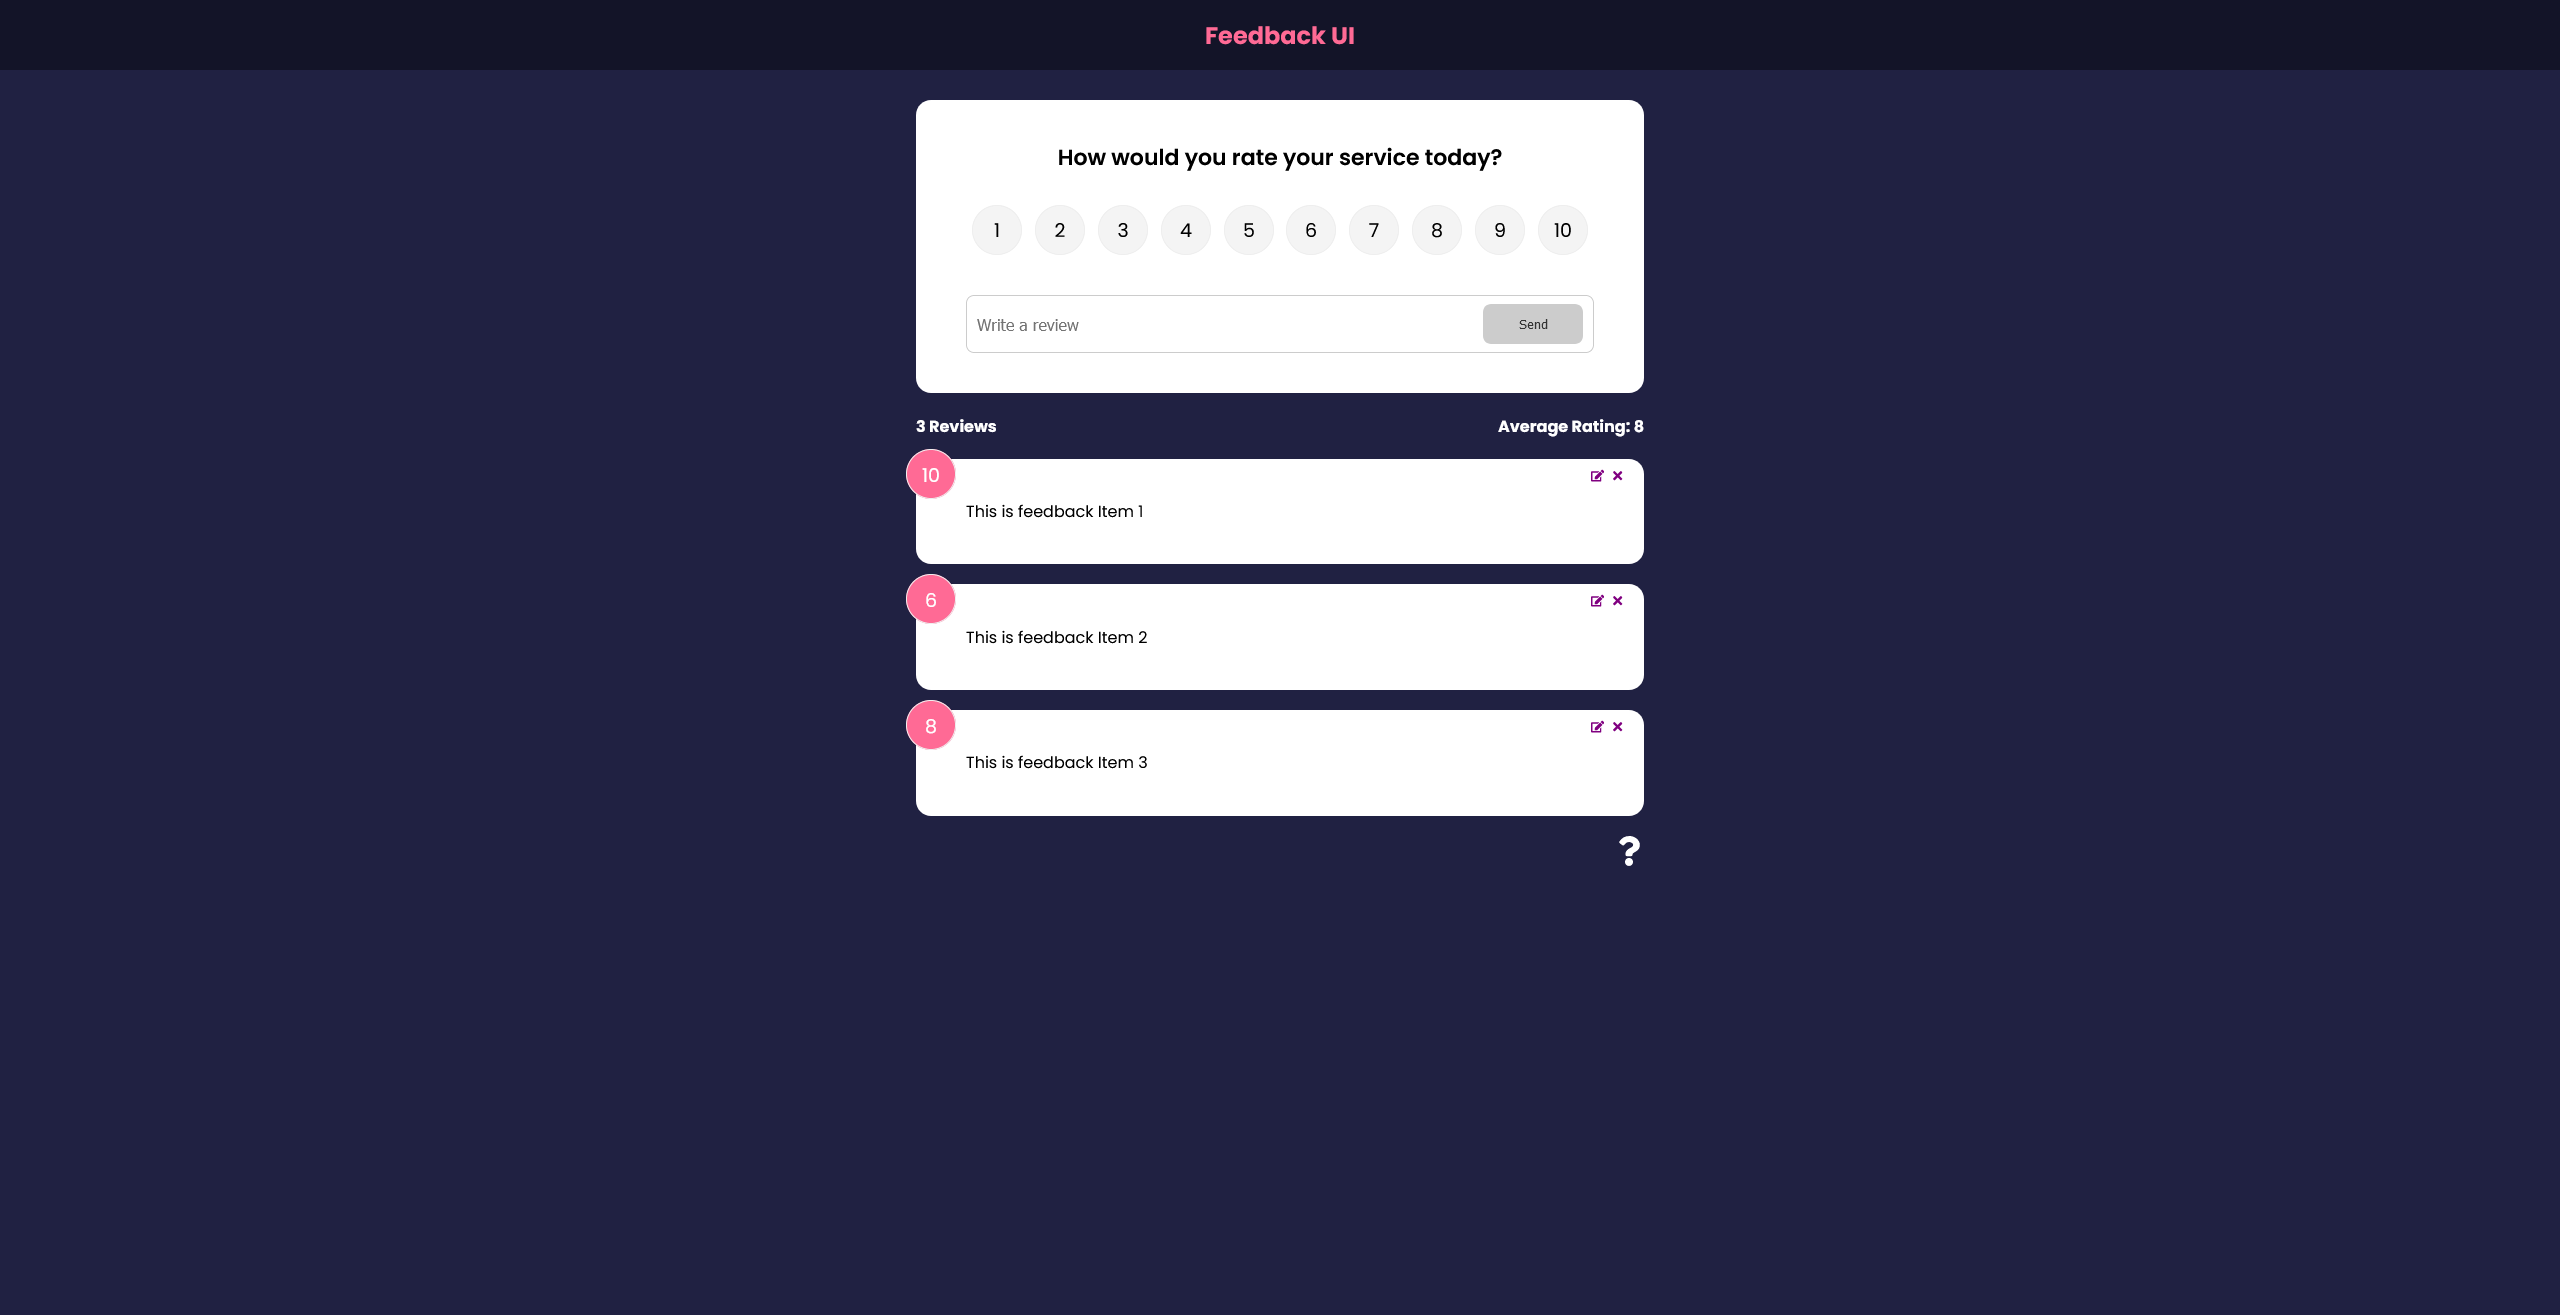 Feedback UI
How would you rate your service today?
1 2 3 4 5 6 7 8 9 10
Write a review Send
3 Reviews Average Rating: 8
10
This is feedback Item 1
6
This is feedback Item 2
8
This is feedback Item 3
?